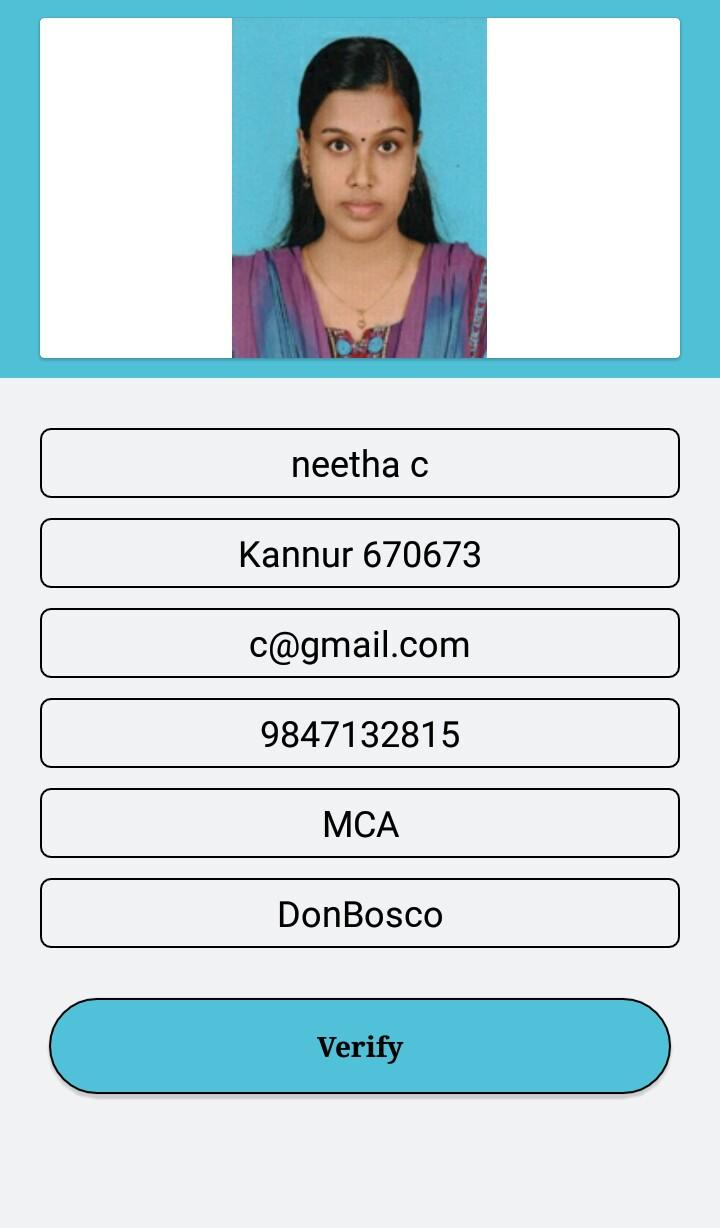 neetha c
Kannur 670673
c@gmail.com
9847132815
MCA
DonBosco
Verify